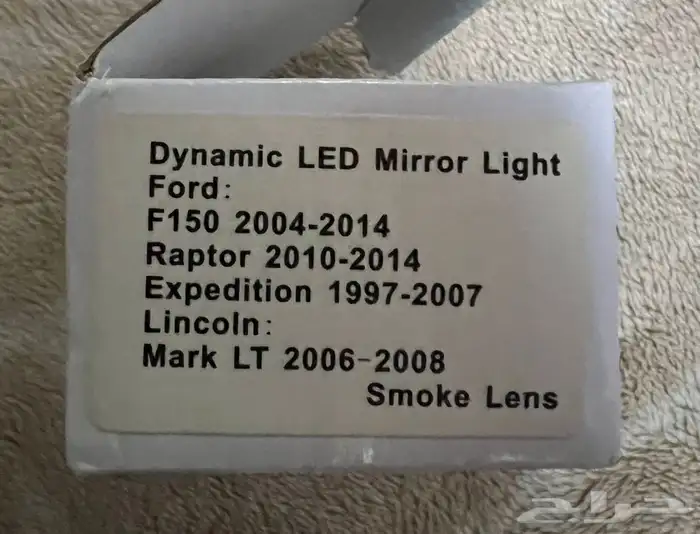 Dynamic LED Mirror Light
Ford:
F150 2004-2014
Raptor 2010-2014
Expedition 1997-2007
Lincoln:
Mark LT 2006-2008
Smoke Lens
حراج